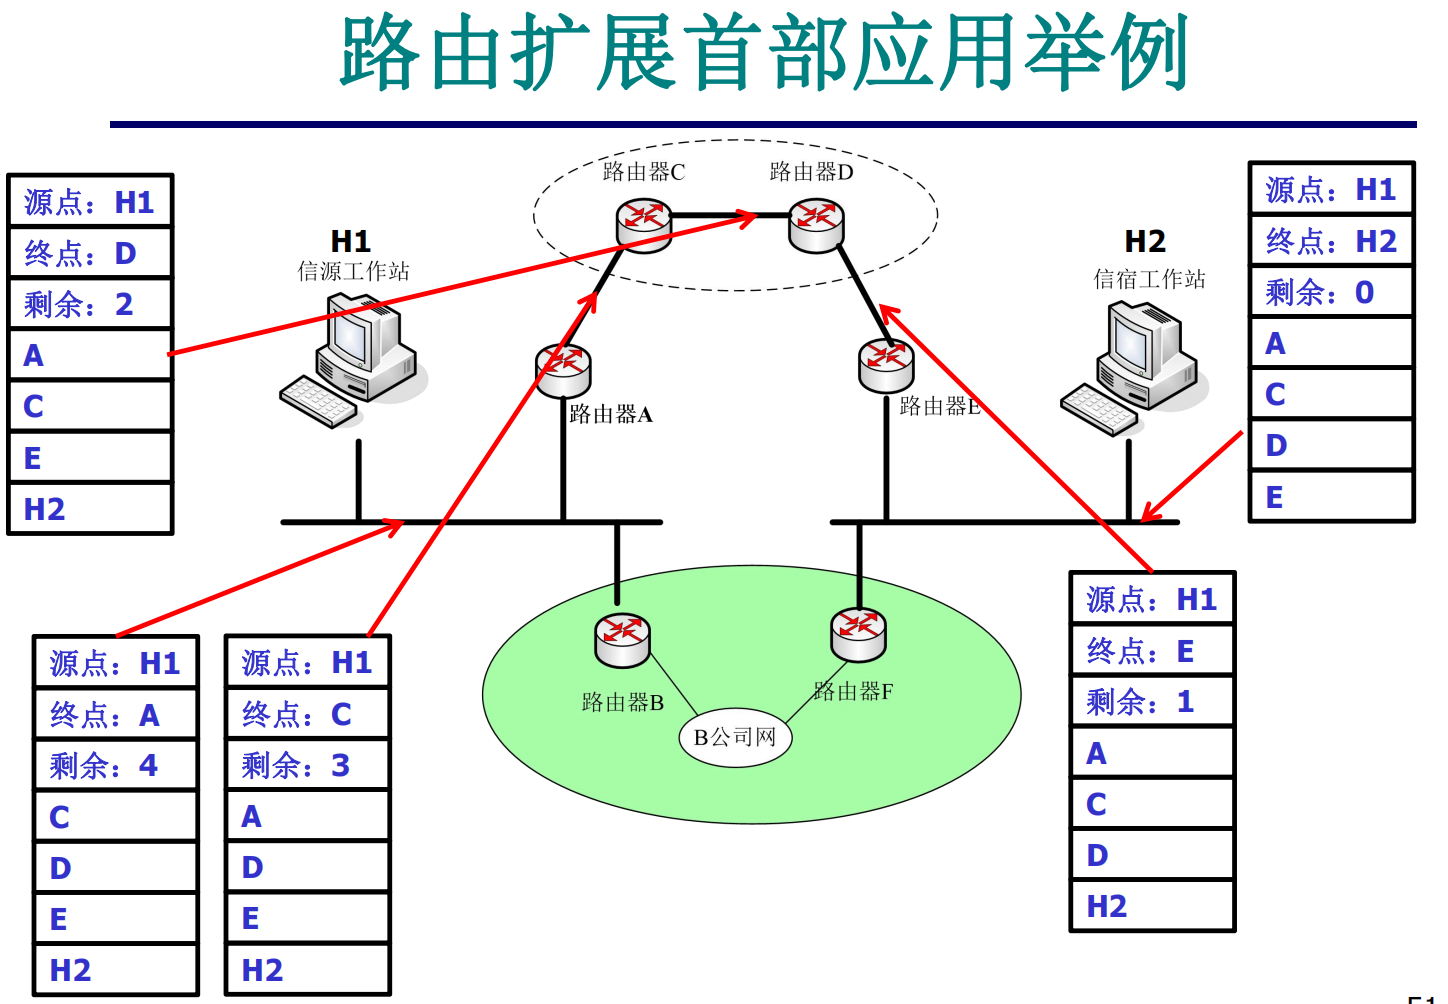 路由扩展首部应用举例
源点：H1
终点：D
剩余：2
A
C
E
H2
路由器C
路由器D
H1
信源工作站
H2
信宿工作站
路由器A
路由器E
源点：H1
终点：H2
剩余：0
A
C
D
E
源点：H1
终点：A
剩余：4
C
D
E
H2
源点：H1
终点：C
剩余：3
A
D
E
H2
路由器B
路由器F
B公司网
源点：H1
终点：E
剩余：1
A
C
D
H2